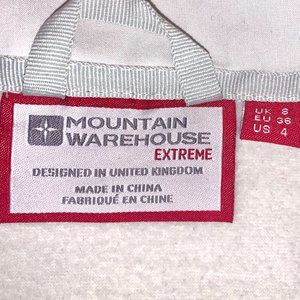 MOUNTAIN
WAREHOUSE
EXTREME
DESIGNED IN UNITED KINGDOM
MADE IN CHINA
FABRIQUÉ EN CHINE
UK 8
EU 36
US 4